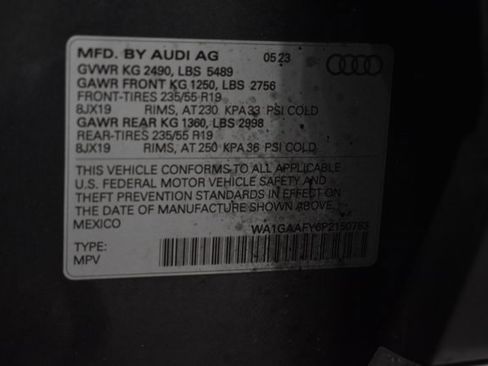 MFD. BY AUDI AG 05 23
GVWR KG 2490, LBS 5489
GAWR FRONT KG 1250, LBS 2756
FRONT-TIRES 235/55 R19
8JX19 RIMS, AT 230 KPA 33 PSI COLD
GAWR REAR KG 1360, LBS 2998
REAR-TIRES 235/55 R19
8JX19 RIMS, AT 250 KPA 36 PSI COLD
THIS VEHICLE CONFORMS TO ALL APPLICABLE
U.S. FEDERAL MOTOR VEHICLE SAFETY AND
THEFT PREVENTION STANDARDS IN EFFECT ON
THE DATE OF MANUFACTURE SHOWN ABOVE.
MEXICO WA1GAAFY6P2150763
TYPE:
MPV